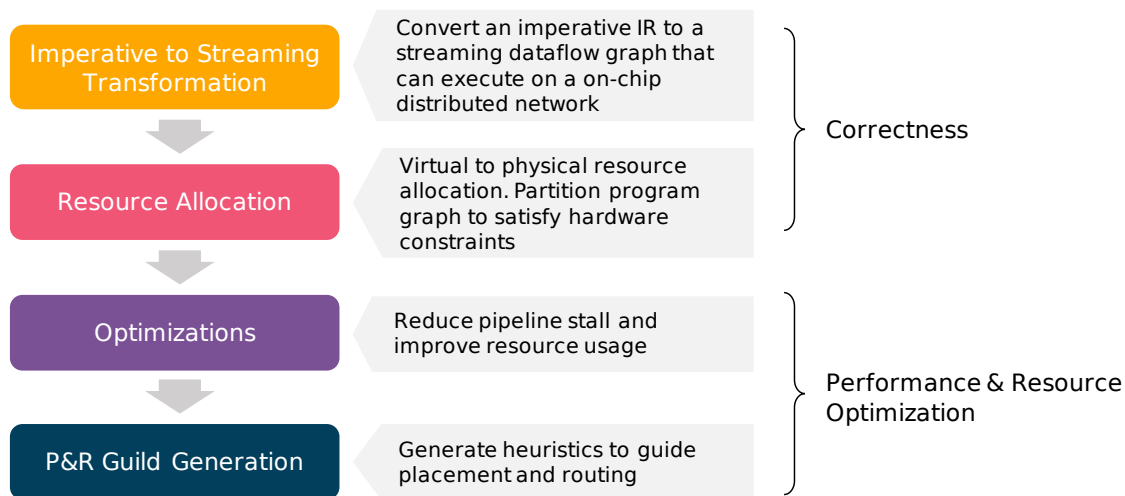 Imperative to Streaming
Transformation
Convert an imperative IR to a
streaming dataflow graph that
can execute on a on-chip
distributed network
Correctness
Resource Allocation
Virtual to physical resource
allocation. Partition program
graph to satisfy hardware
constraints
Optimizations
Reduce pipeline stall and
improve resource usage
Performance & Resource
Optimization
P&R Guild Generation
Generate heuristics to guide
placement and routing